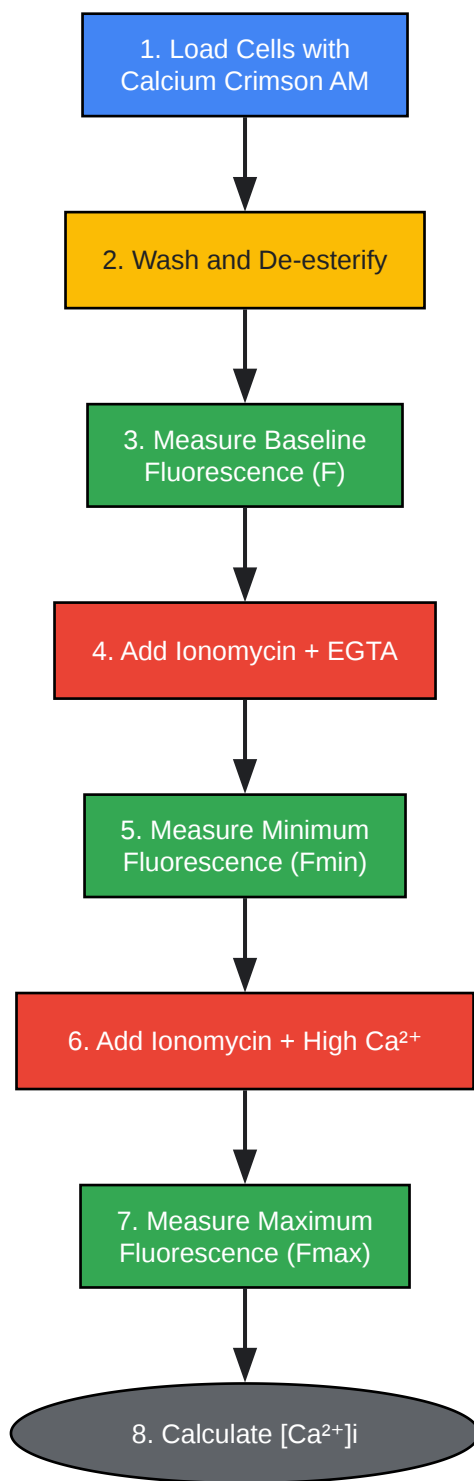 1. Load Cells with
Calcium Crimson AM
2. Wash and De-esterify
3. Measure Baseline
Fluorescence (F)
4. Add Ionomycin + EGTA
5. Measure Minimum
Fluorescence (Fmin)
6. Add Ionomycin + High Ca²⁺
7. Measure Maximum
Fluorescence (Fmax)
8. Calculate [Ca²⁺]i